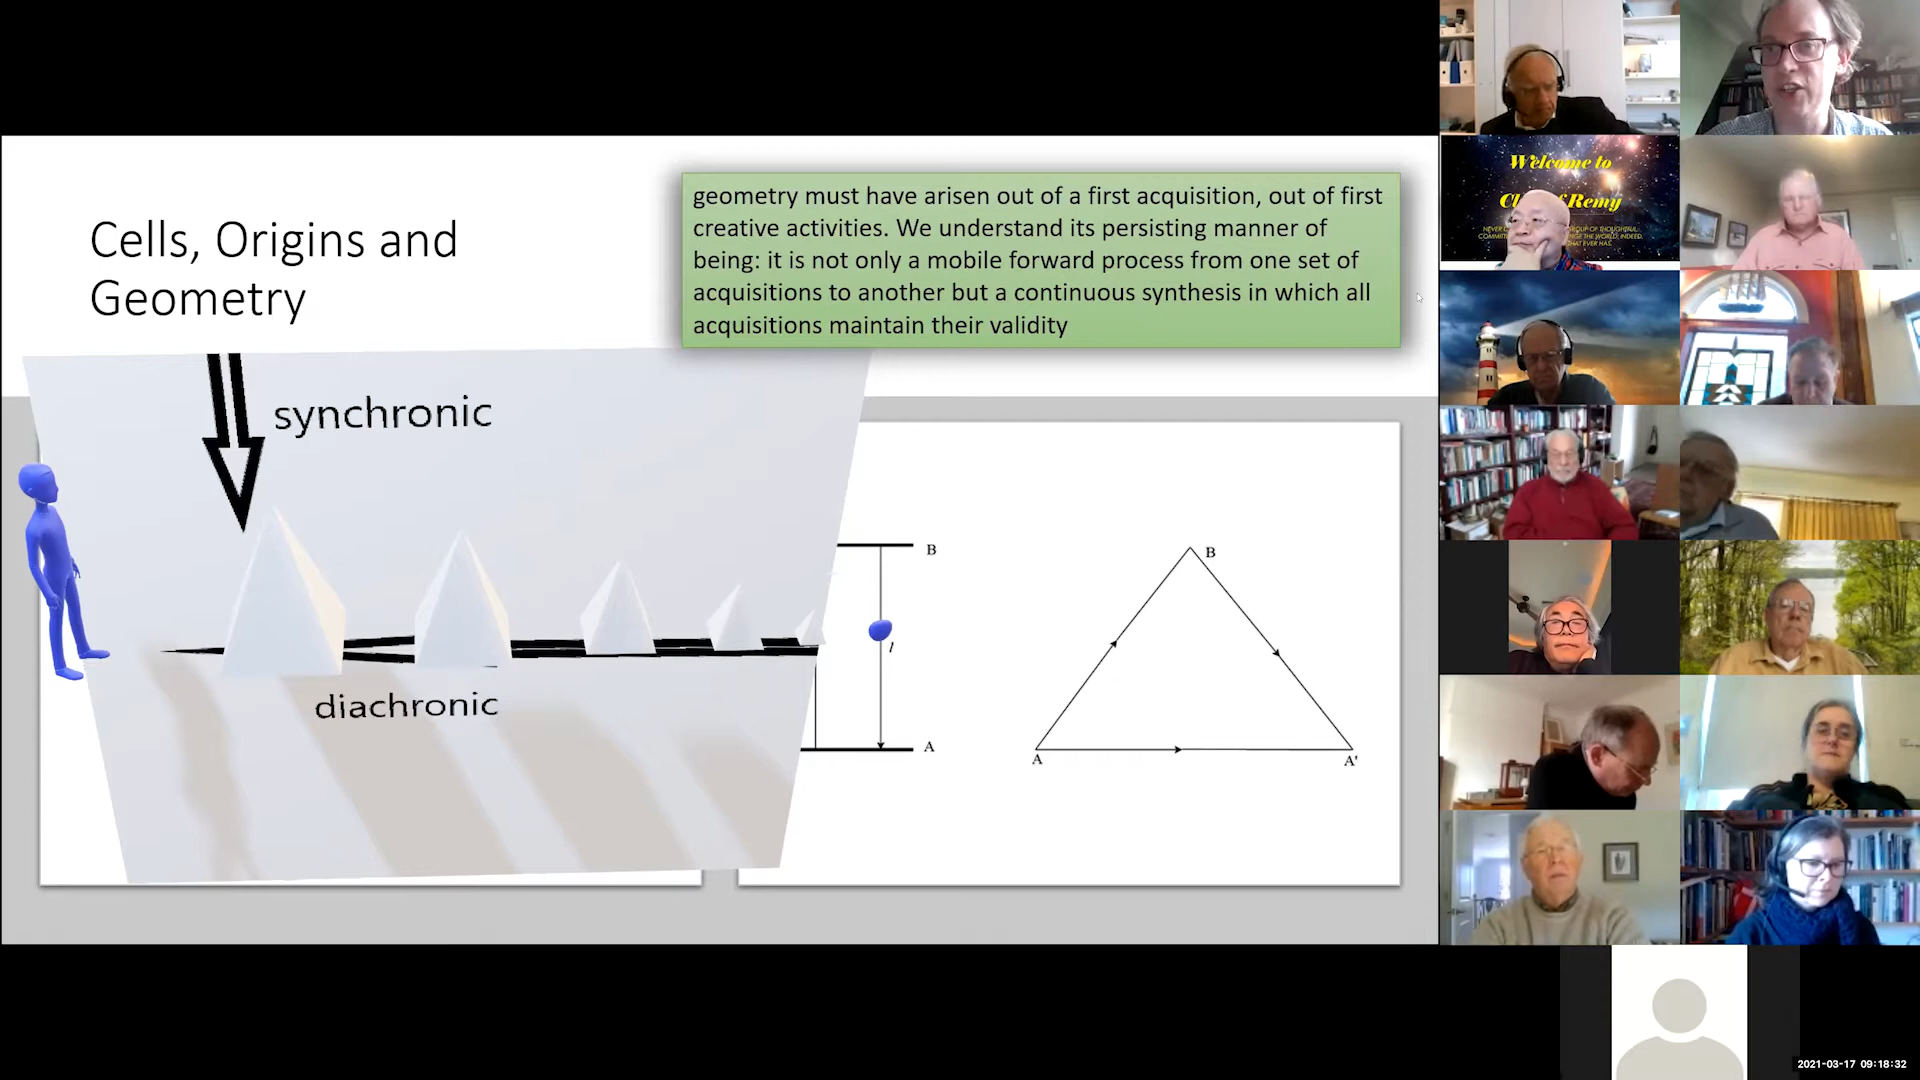 Cells, Origins and
Geometry
geometry must have arisen out of a first acquisition, out of first
creative activities. We understand its persisting manner of
being: it is not only a mobile forward process from one set of
acquisitions to another but a continuous synthesis in which all
acquisitions maintain their validity
synchronic
diachronic
B
l
A
B
A
A'
Welcome to
Remy
2021-03-17 09:18:32